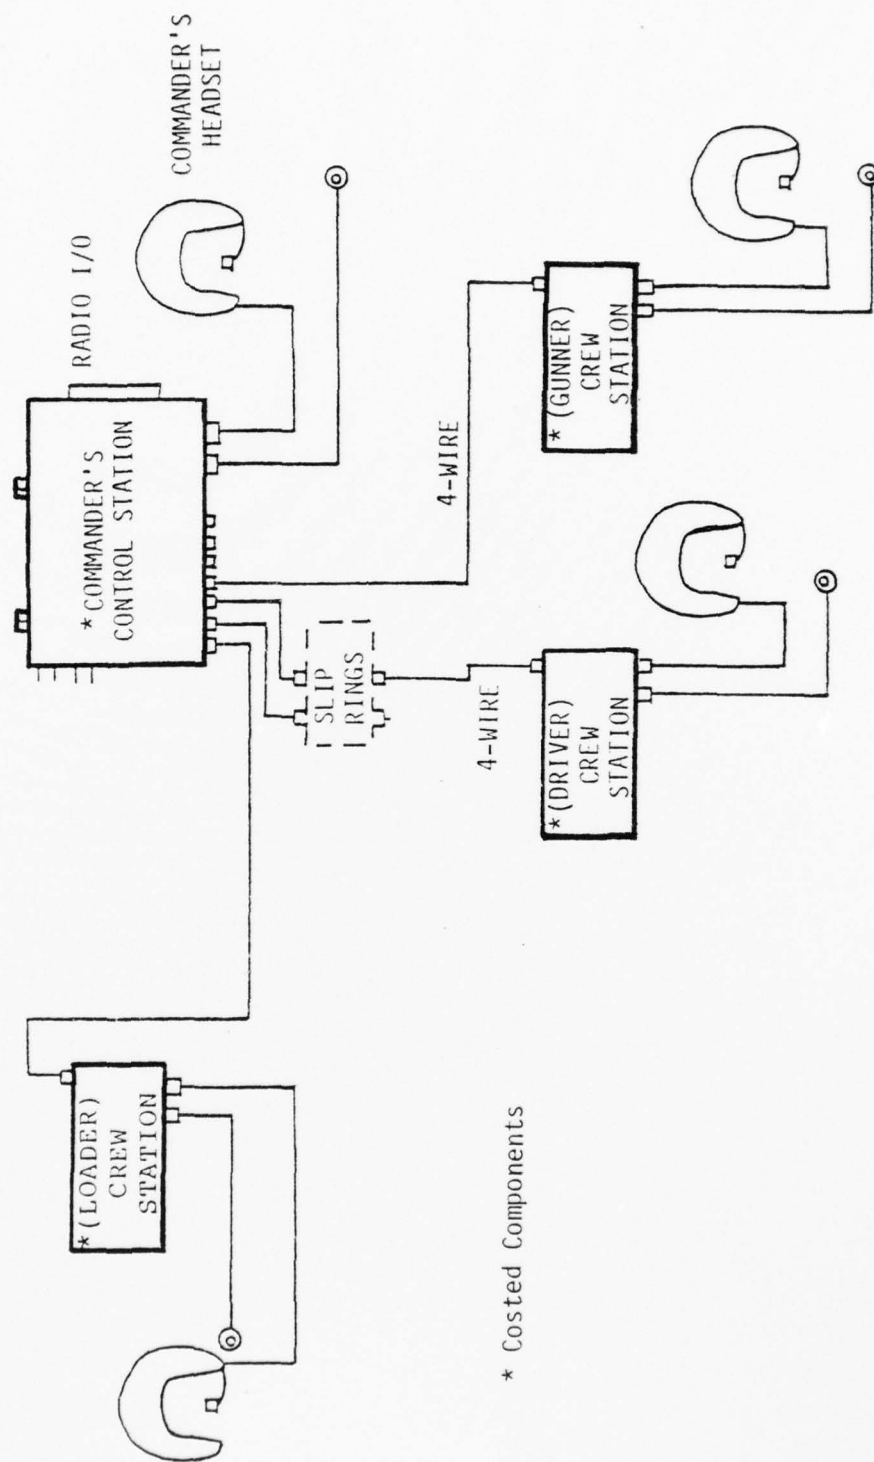 COMMANDER'S
HEADSET
RADIO I/O
*COMMANDER'S
CONTROL STATION
*(LOADER)
CREW
STATION
SLIP
RINGS
4-WIRE
4-WIRE
*(GUNNER)
CREW
STATION
*(DRIVER)
CREW
STATION
* Costed Components